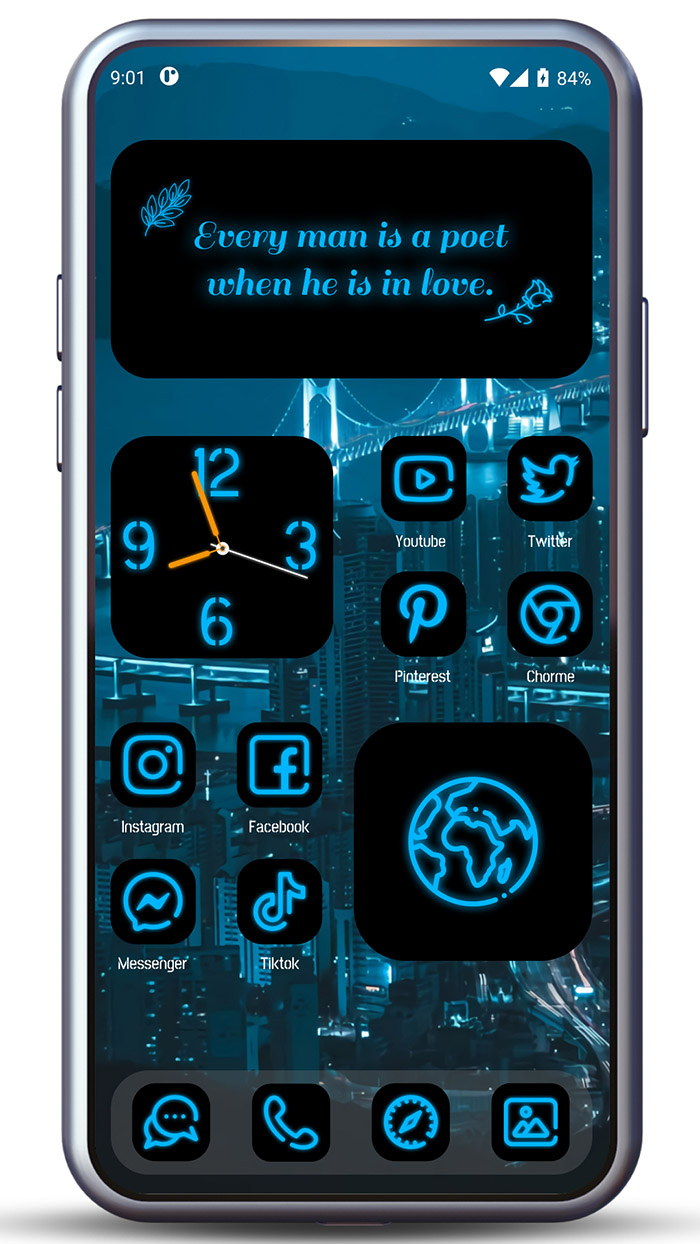 9:01 84%
Every man is a poet
when he is in love.
12
9 3
6
Youtube Twitter
Pinterest Chorme
Instagram Facebook
Messenger Tiktok